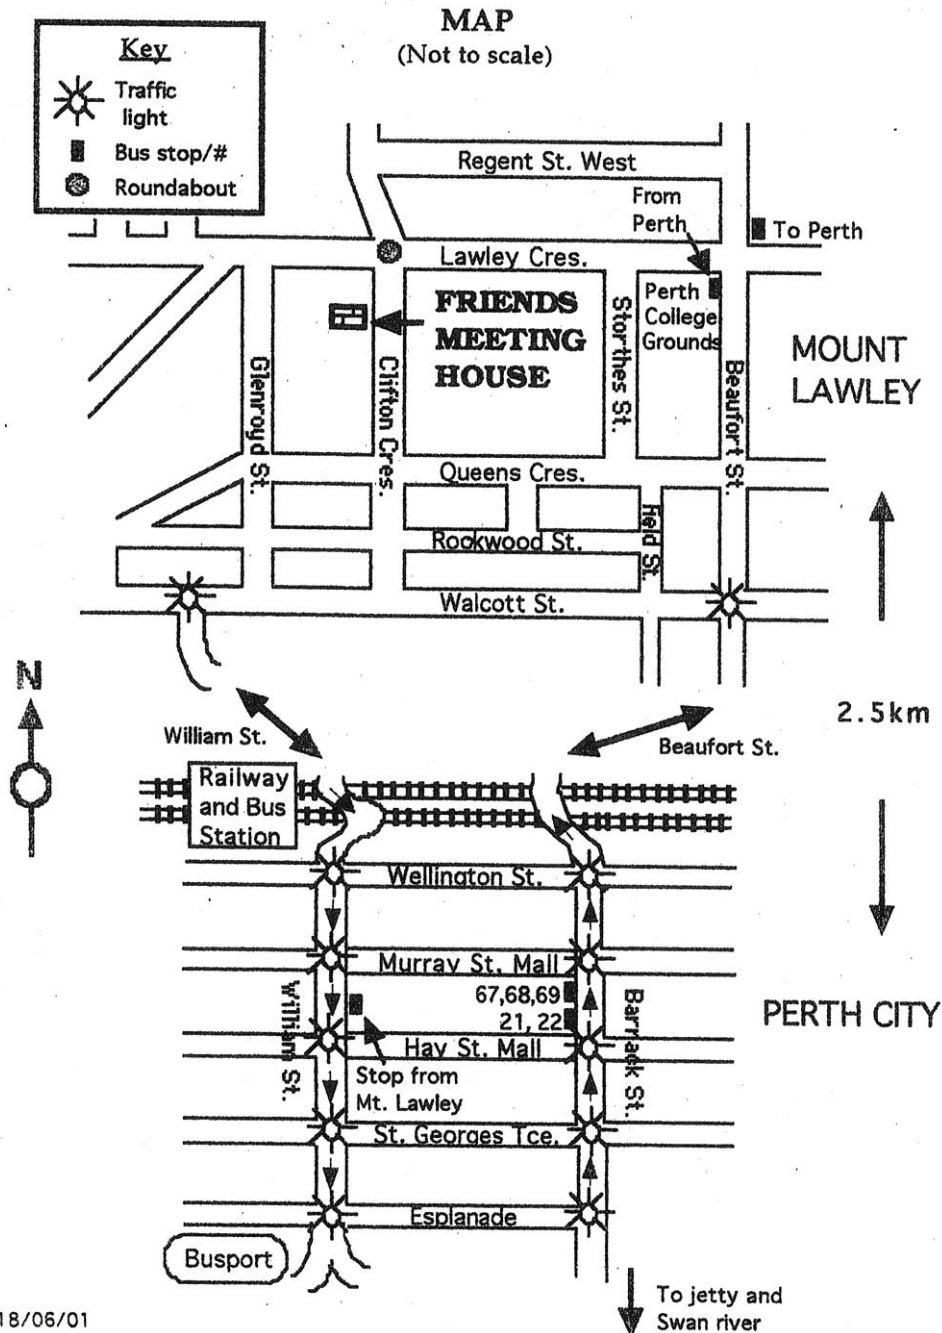 MAP
(Not to scale)
Key
Traffic
light
Bus stop/#
Roundabout
Regent St. West
From
Perth
To Perth
Lawley Cres.
FRIENDS
MEETING
HOUSE
Perth
College
Grounds
Storthes St.
Glenroyd St.
Clifton Cres.
Beaufort St.
MOUNT
LAWLEY
Queens Cres.
Field St.
Rookwood St.
Walcott St.
N
2.5km
William St.
Beaufort St.
Railway
and Bus
Station
Wellington St.
Murray St. Mall
67,68,69
21, 22
William St.
Barrack St.
PERTH CITY
Hay St. Mall
Stop from
Mt. Lawley
St. Georges Tce.
Esplanade
Busport
To jetty and
Swan river
18/06/01